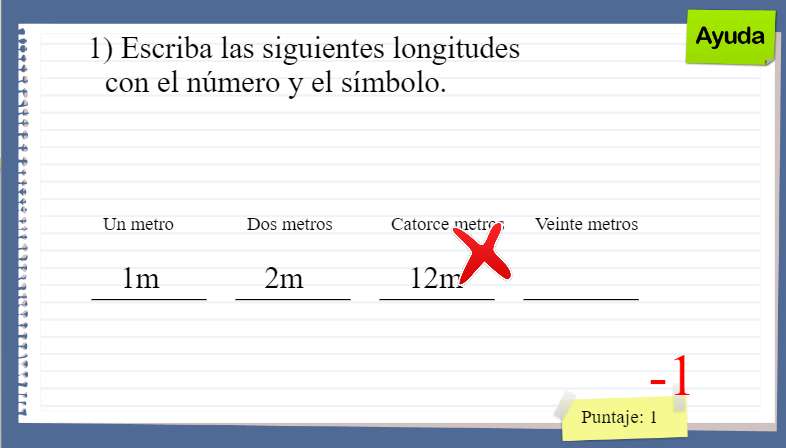 Ayuda
1) Escriba las siguientes longitudes
con el número y el símbolo.
Un metro Dos metros Catorce metros Veinte metros
1m 2m 12m
-1
Puntaje: 1